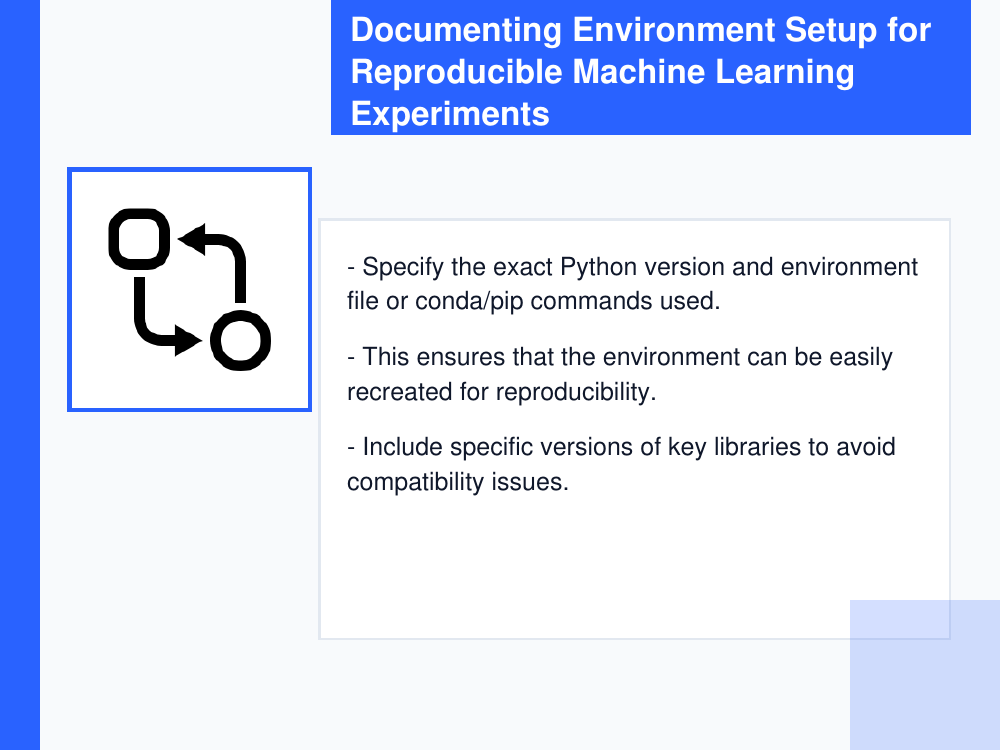 Documenting Environment Setup for
Reproducible Machine Learning
Experiments
- Specify the exact Python version and environment
file or conda/pip commands used.
- This ensures that the environment can be easily
recreated for reproducibility.
- Include specific versions of key libraries to avoid
compatibility issues.